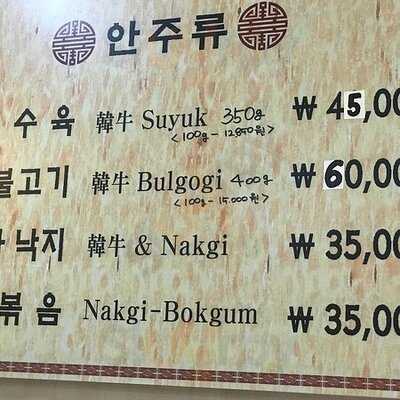 안주류
수육 韓牛 Suyuk 350g ₩ 45,00
<100g - 12,850원>
불고기 韓牛 Bulgogi 400g ₩ 60,00
<100g - 15,000원>
낙지 韓牛 & Nakgi ₩ 35,00
볶음 Nakgi-Bokgum ₩ 35,00